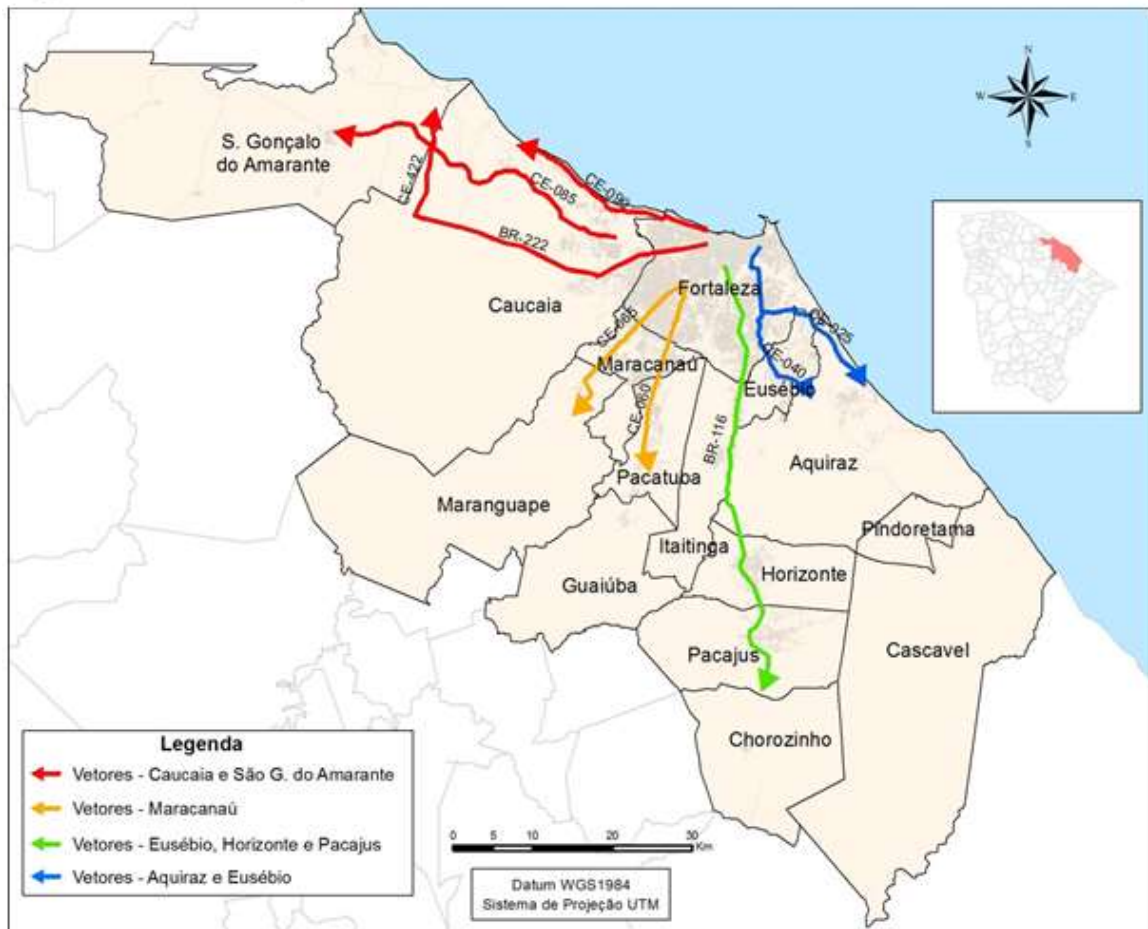 N
W
E
S
S. Gonçalo
do Amarante
CE-422
CE-085
CE-090
BR-222
Caucaia
Fortaleza
CE-065
CE-025
Maracanaú
CE-040
Eusébio
CE-060
BR-116
Aquiraz
Pacatuba
Maranguape
Pindoretama
Itaitinga
Horizonte
Guaiúba
Pacajus
Cascavel
Chorozinho
Legenda
Vetores - Caucaia e São G. do Amarante
Vetores - Maracanaú
Vetores - Eusébio, Horizonte e Pacajus
Vetores - Aquiraz e Eusébio
0 5 10 20 30
Km
Datum WGS1984
Sistema de Projeção UTM